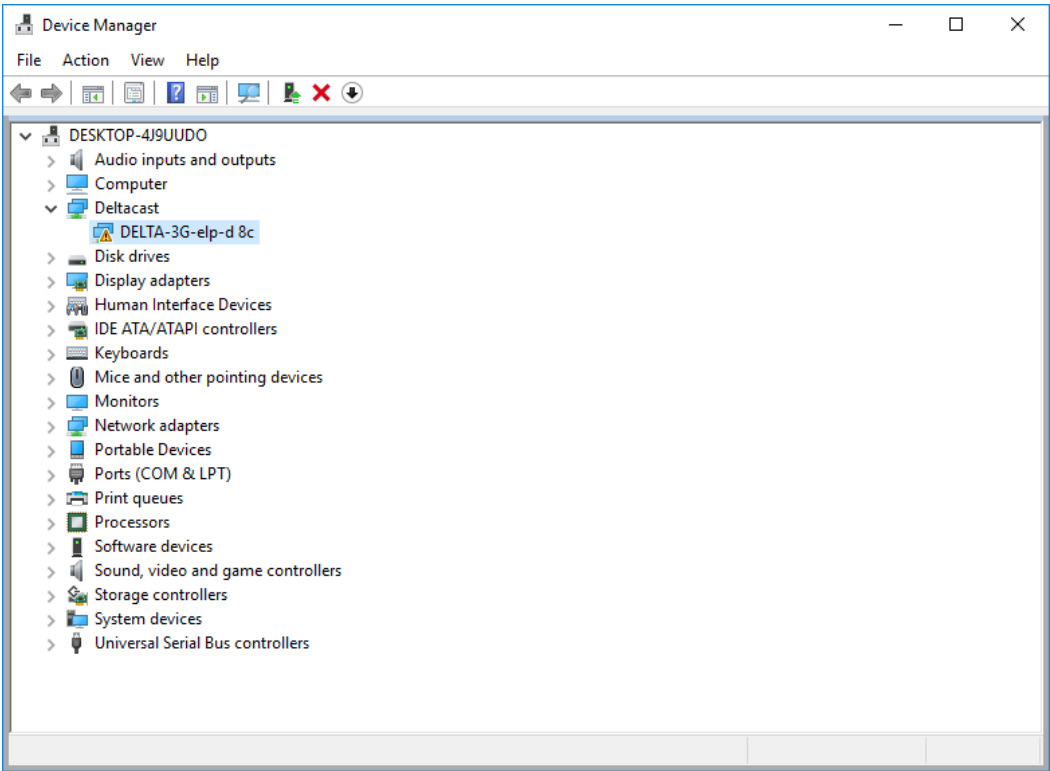 Device Manager
File Action View Help
DESKTOP-4J9UUDO
Audio inputs and outputs
Computer
Deltacast
DELTA-3G-elp-d 8c
Disk drives
Display adapters
Human Interface Devices
IDE ATA/ATAPI controllers
Keyboards
Mice and other pointing devices
Monitors
Network adapters
Portable Devices
Ports (COM & LPT)
Print queues
Processors
Software devices
Sound, video and game controllers
Storage controllers
System devices
Universal Serial Bus controllers